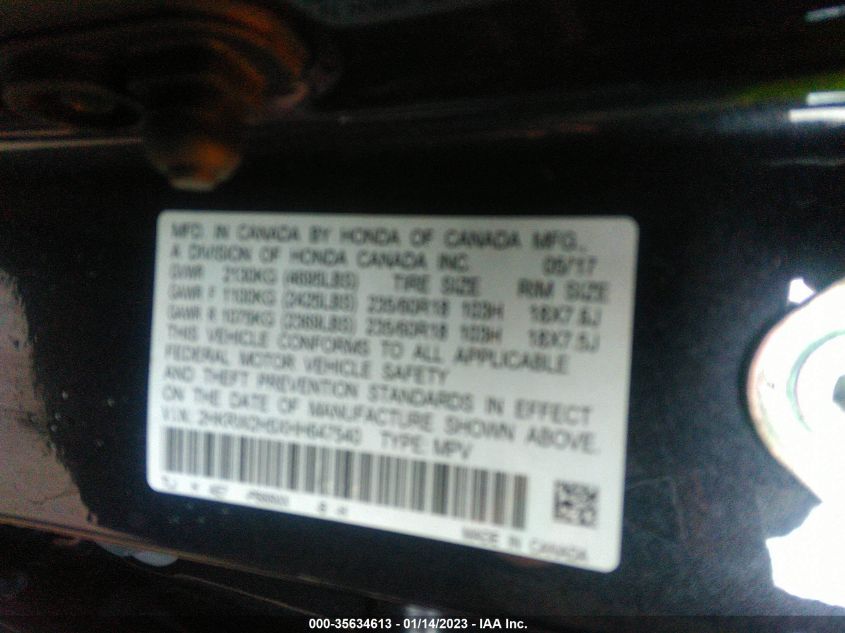 MFD. IN CANADA BY HONDA OF CANADA MFG.,
A DIVISION OF HONDA CANADA INC 05/17
GVWR 2130KG (4695LBS) TIRE SIZE RIM SIZE
GAWR F 1100KG (2425LBS) 235/60R18 103H 18X7.5J
GAWR R 1075KG (2369LBS) 235/60R18 103H 18X7.5J
THIS VEHICLE CONFORMS TO ALL APPLICABLE
FEDERAL MOTOR VEHICLE SAFETY
AND THEFT PREVENTION STANDARDS IN EFFECT
ON THE DATE OF MANUFACTURE SHOWN ABOVE.
V.I.N.: TYPE: MPV
MADE IN CANADA
000-35634613 - 01/14/2023 - IAA Inc.